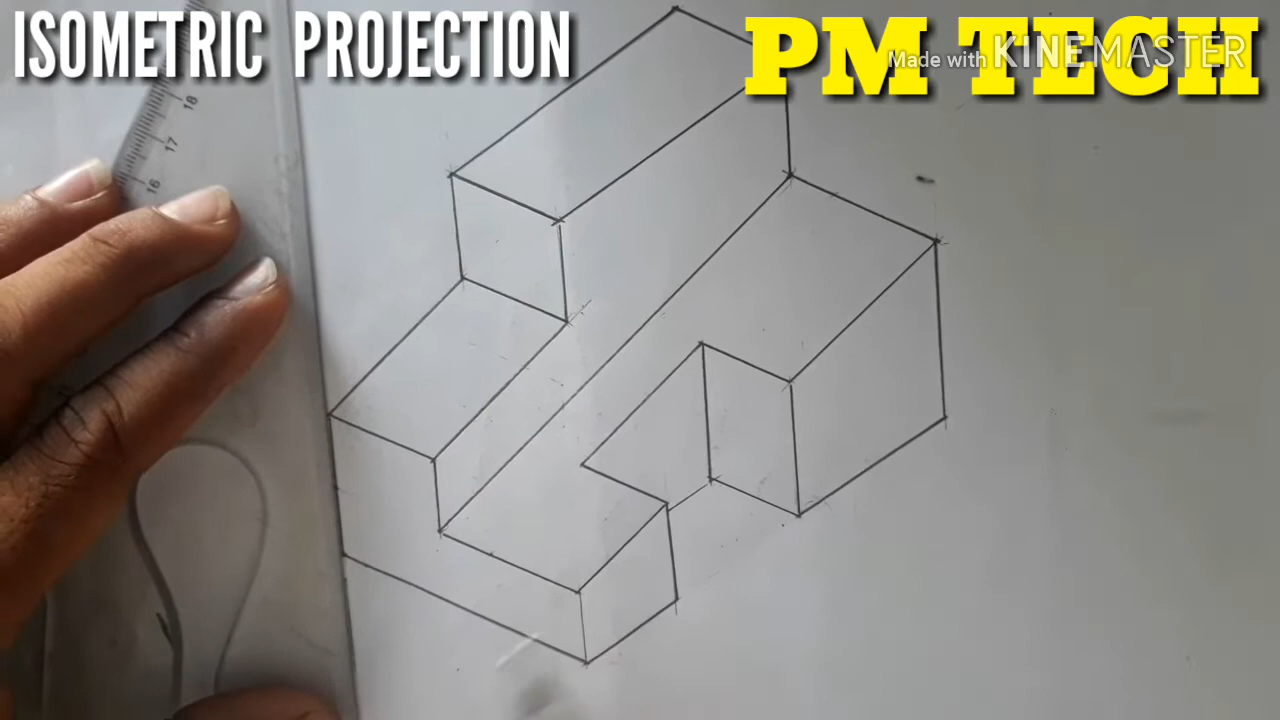 ISOMETRIC PROJECTION
PM TECH
Made with KINEMASTER
18
17
16